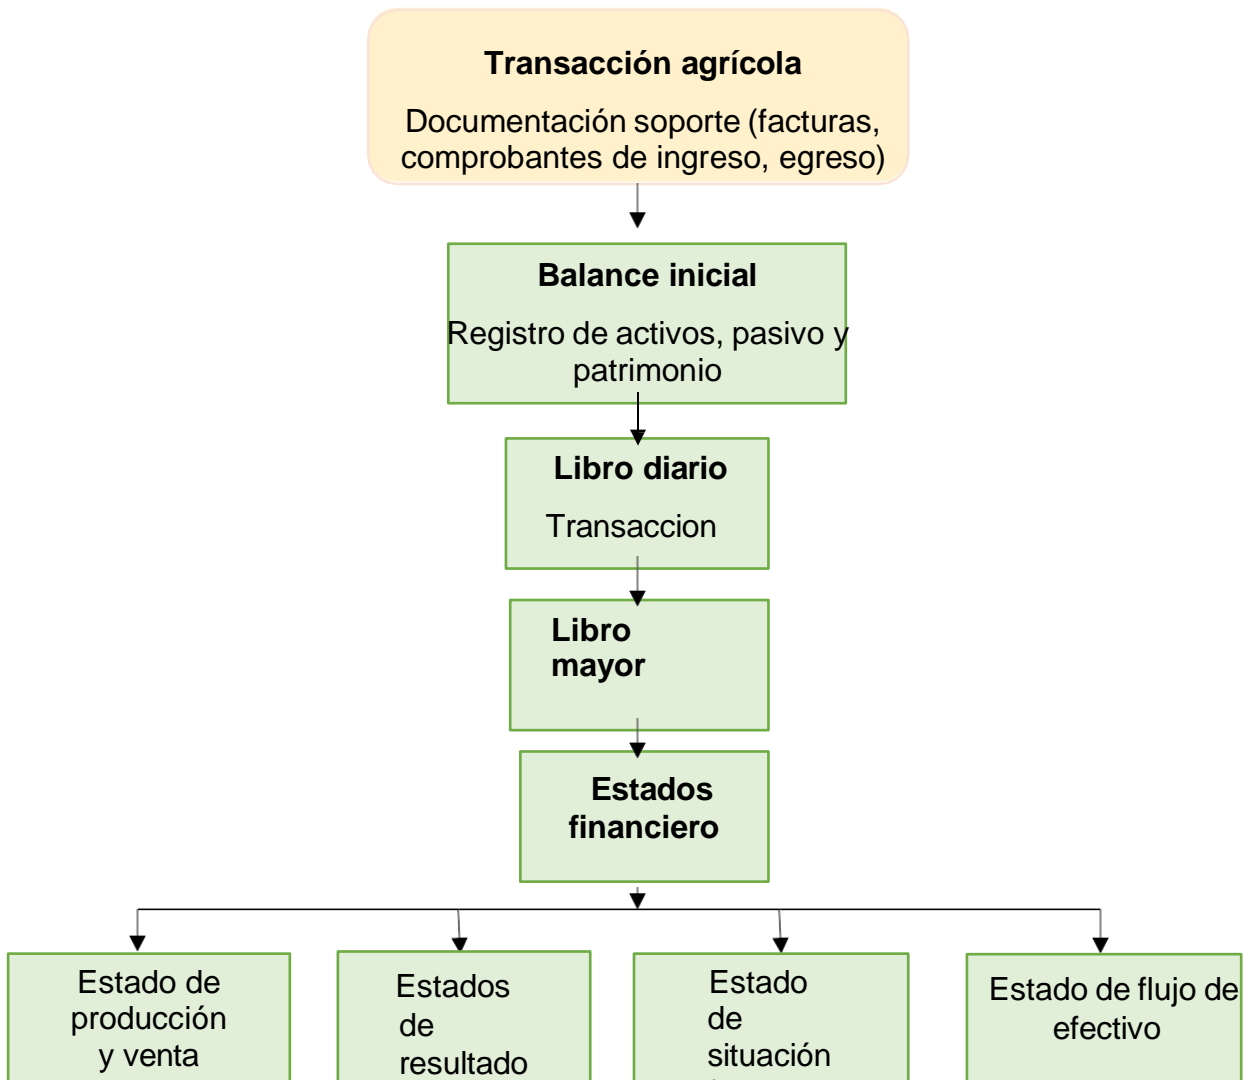 Transacción agrícola
Documentación soporte (facturas,
comprobantes de ingreso, egreso)
Balance inicial
Registro de activos, pasivo y
patrimonio
Libro diario
Transaccion
Libro
mayor
Estados
financiero
Estado de
producción
y venta
Estados
de
resultado
Estado
de
situación
Estado de flujo de
efectivo